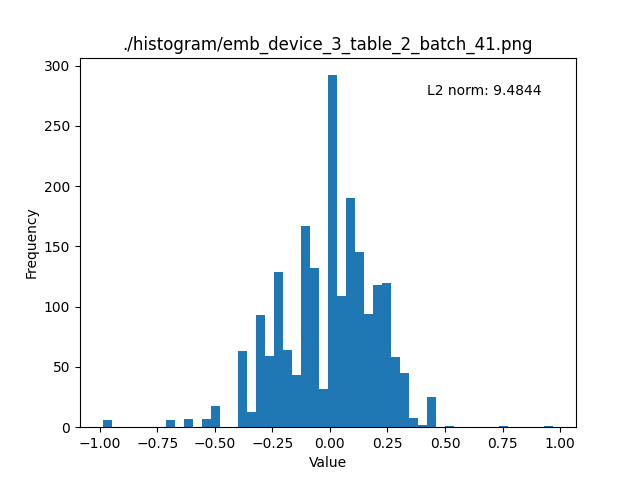 ./histogram/emb_device_3_table_2_batch_41.png
L2 norm: 9.4844
300
250
200
150
100
50
0
Frequency
−1.00 −0.75 −0.50 −0.25 0.00 0.25 0.50 0.75 1.00
Value